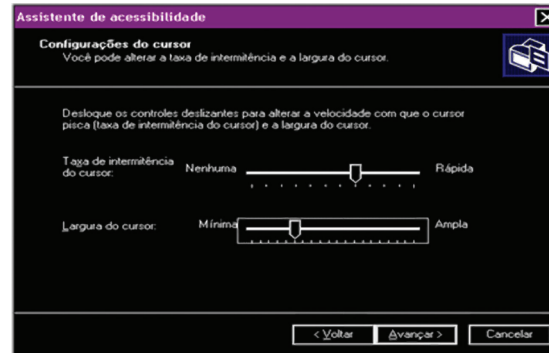 Assistente de acessibilidade
Configurações do cursor
Você pode alterar a taxa de intermitência e a largura do cursor.
Desloque os controles deslizantes para alterar a velocidade com que o cursor
pisca (taxa de intermitência do cursor) e a largura do cursor.
Taxa de intermitência
do cursor:
Nenhuma
Rápida
Largura do cursor:
Mínima
Ampla
< Voltar
Avançar >
Cancelar